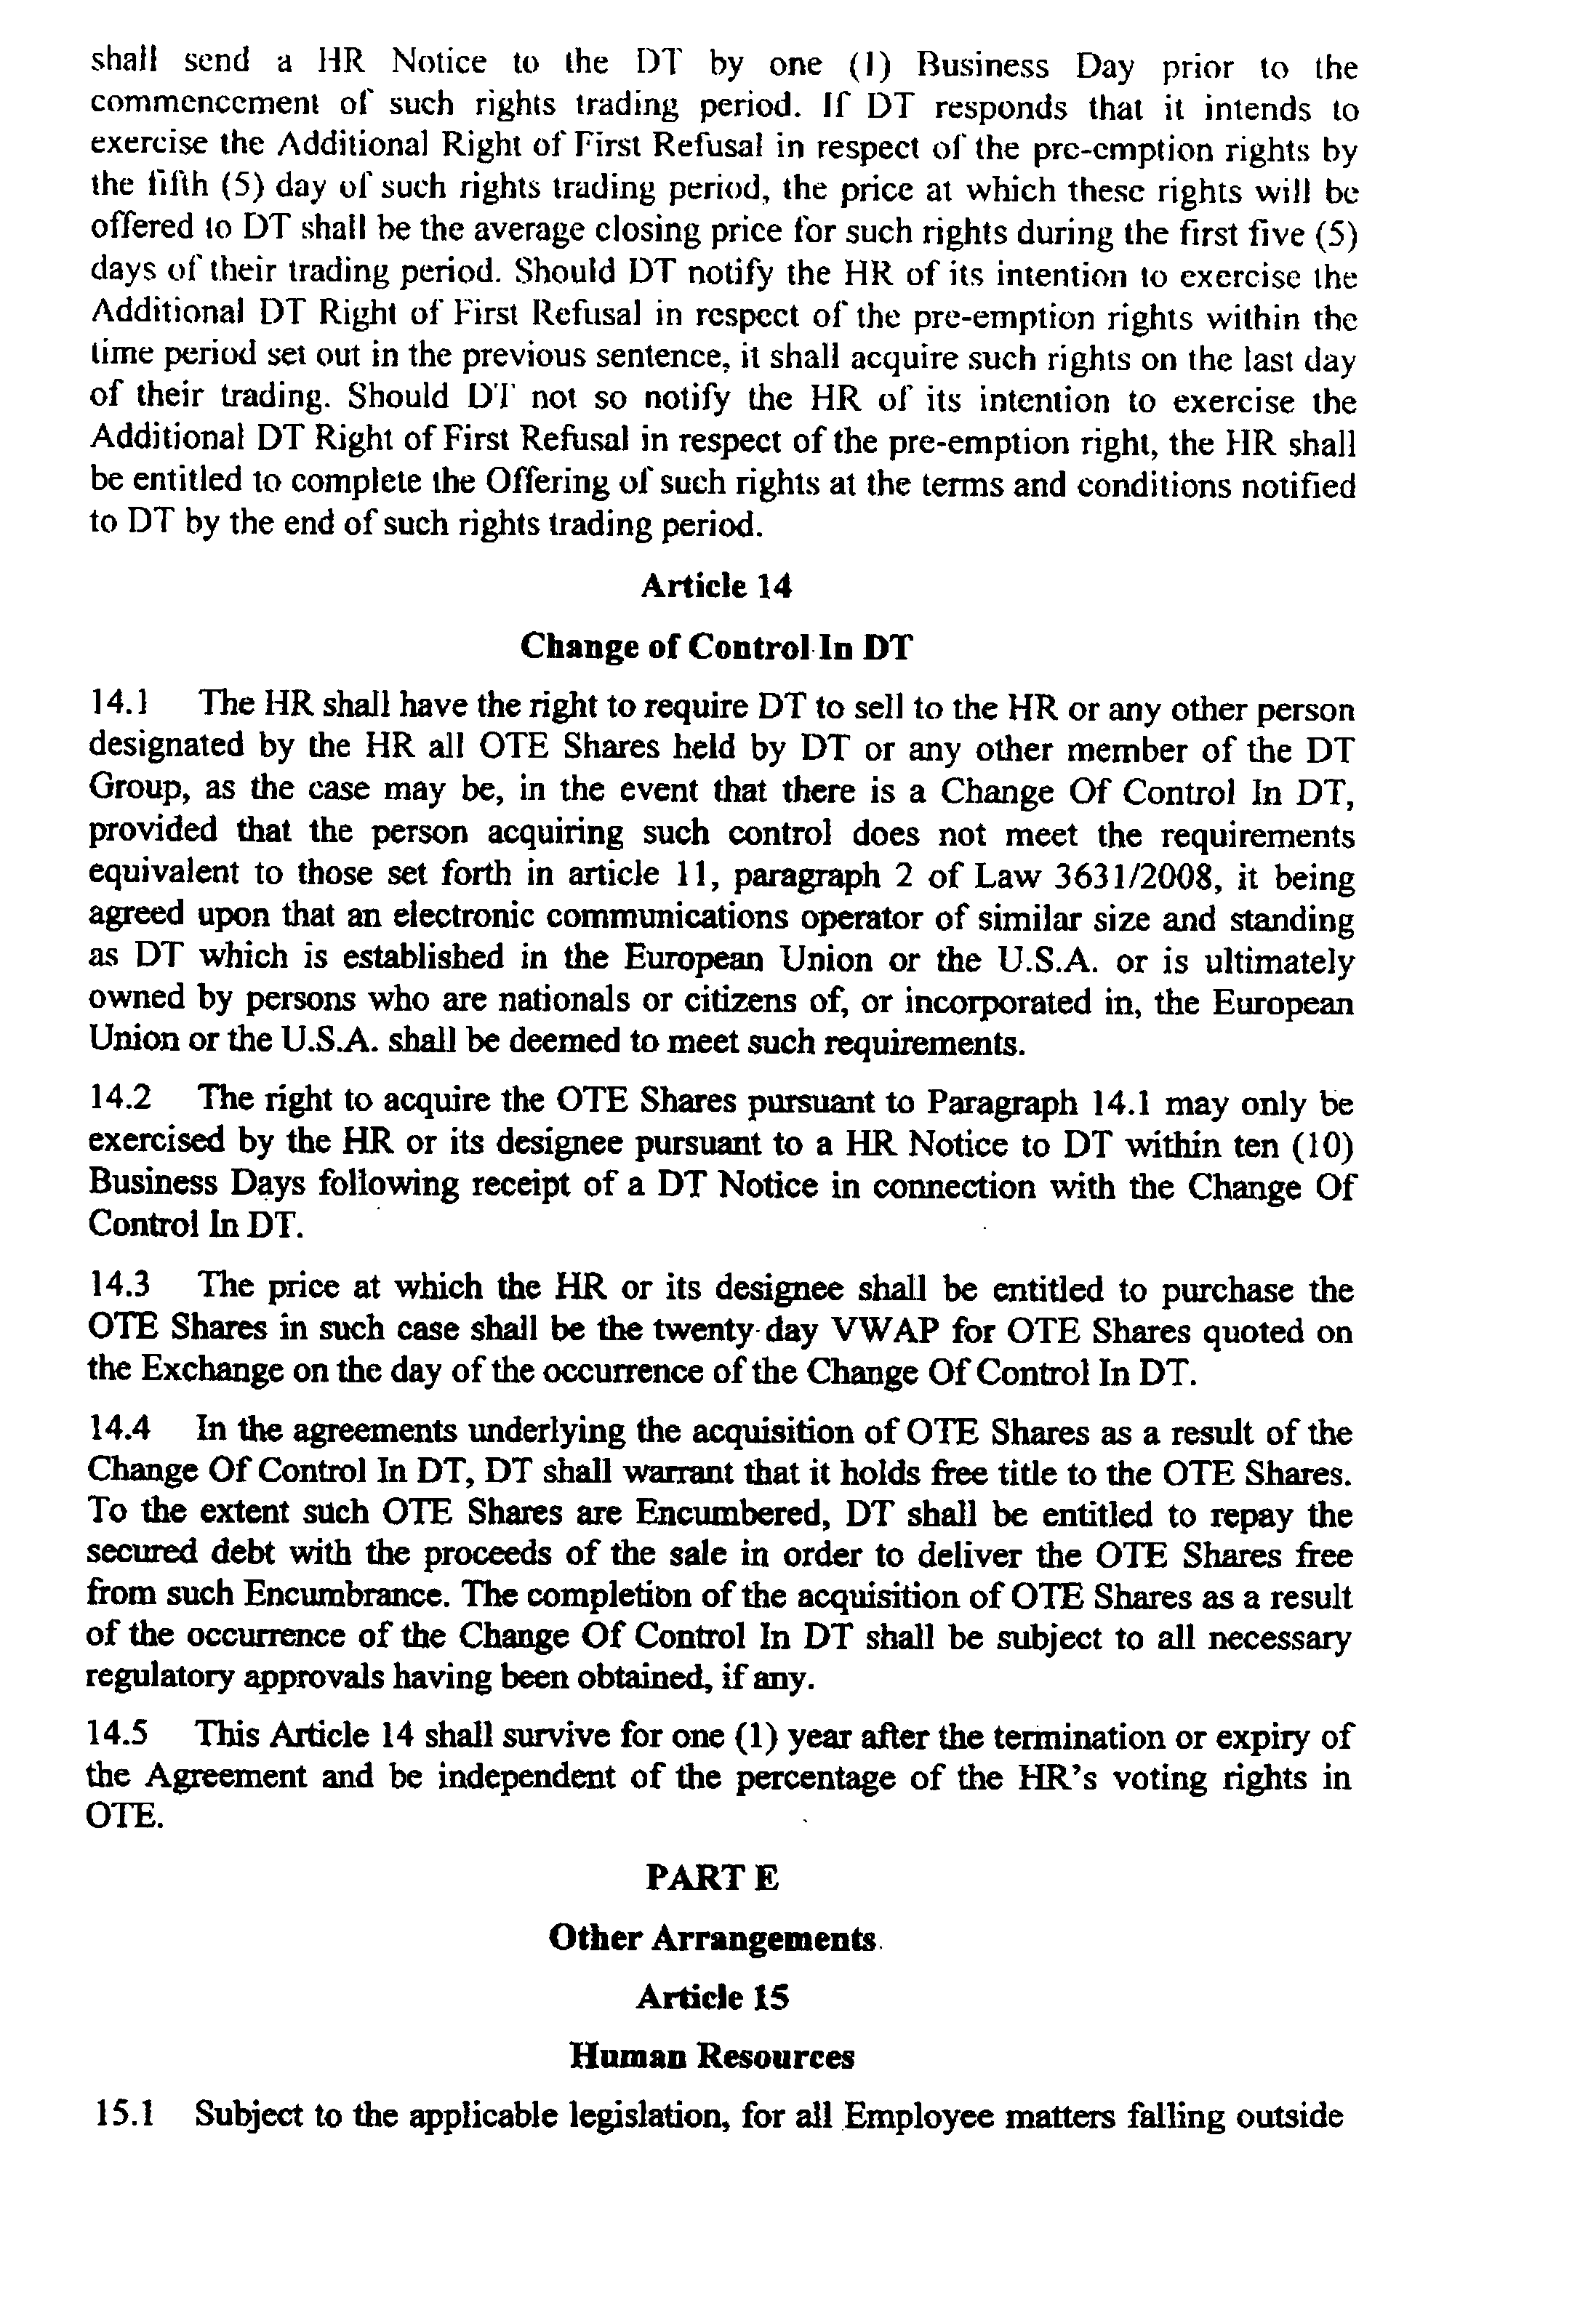 shall send a HR Notice to the DT by one (1) Business Day prior to the
commencement of such rights trading period. If DT responds that it intends to
exercise the Additional Right of First Refusal in respect of the pre-emption rights by
the fifth (5) day of such rights trading period, the price at which these rights will be
offered to DT shall be the average closing price for such rights during the first five (5)
days of their trading period. Should DT notify the HR of its intention to exercise the
Additional DT Right of First Refusal in respect of the pre-emption rights within the
time period set out in the previous sentence, it shall acquire such rights on the last day
of their trading. Should DT not so notify the HR of its intention to exercise the
Additional DT Right of First Refusal in respect of the pre-emption right, the HR shall
be entitled to complete the Offering of such rights at the terms and conditions notified
to DT by the end of such rights trading period.
Article 14
Change of Control In DT
14.1 The HR shall have the right to require DT to sell to the HR or any other person
designated by the HR all OTE Shares held by DT or any other member of the DT
Group, as the case may be, in the event that there is a Change Of Control In DT,
provided that the person acquiring such control does not meet the requirements
equivalent to those set forth in article 11, paragraph 2 of Law 3631/2008, it being
agreed upon that an electronic communications operator of similar size and standing
as DT which is established in the European Union or the U.S.A. or is ultimately
owned by persons who are nationals or citizens of, or incorporated in, the European
Union or the U.S.A. shall be deemed to meet such requirements.
14.2 The right to acquire the OTE Shares pursuant to Paragraph 14.1 may only be
exercised by the HR or its designee pursuant to a HR Notice to DT within ten (10)
Business Days following receipt of a DT Notice in connection with the Change Of
Control In DT.
14.3 The price at which the HR or its designee shall be entitled to purchase the
OTE Shares in such case shall be the twenty day VWAP for OTE Shares quoted on
the Exchange on the day of the occurrence of the Change Of Control In DT.
14.4 In the agreements underlying the acquisition of OTE Shares as a result of the
Change Of Control In DT, DT shall warrant that it holds free title to the OTE Shares.
To the extent such OTE Shares are Encumbered, DT shall be entitled to repay the
secured debt with the proceeds of the sale in order to deliver the OTE Shares free
from such Encumbrance. The completion of the acquisition of OTE Shares as a result
of the occurrence of the Change Of Control In DT shall be subject to all necessary
regulatory approvals having been obtained, if any.
14.5 This Article 14 shall survive for one (1) year after the termination or expiry of
the Agreement and be independent of the percentage of the HR's voting rights in
OTE.
PART E
Other Arrangements
Article 15
Human Resources
15.1 Subject to the applicable legislation, for all Employee matters falling outside